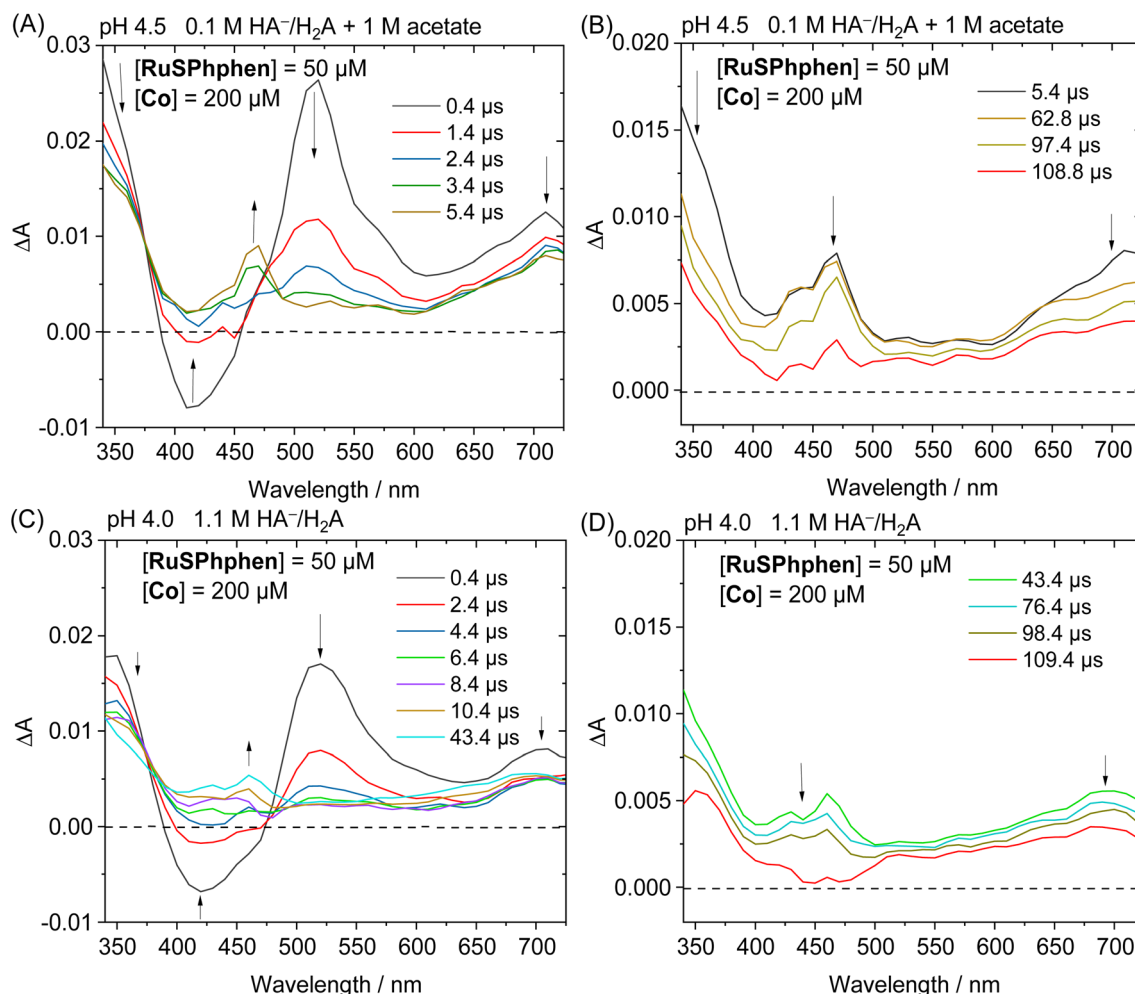 (A) pH 4.5 0.1 M HA⁻/H₂A + 1 M acetate
[RuSPhphen] = 50 µM
[Co] = 200 µM
0.4 µs
1.4 µs
2.4 µs
3.4 µs
5.4 µs
0.03
0.02
0.01
0.00
-0.01
ΔA
350 400 450 500 550 600 650 700
Wavelength / nm
(B) pH 4.5 0.1 M HA⁻/H₂A + 1 M acetate
[RuSPhphen] = 50 µM
[Co] = 200 µM
5.4 µs
62.8 µs
97.4 µs
108.8 µs
0.020
0.015
0.010
0.005
0.000
ΔA
350 400 450 500 550 600 650 700
Wavelength / nm
(C) pH 4.0 1.1 M HA⁻/H₂A
[RuSPhphen] = 50 µM
[Co] = 200 µM
0.4 µs
2.4 µs
4.4 µs
6.4 µs
8.4 µs
10.4 µs
43.4 µs
0.03
0.02
0.01
0.00
-0.01
ΔA
350 400 450 500 550 600 650 700
Wavelength / nm
(D) pH 4.0 1.1 M HA⁻/H₂A
[RuSPhphen] = 50 µM
[Co] = 200 µM
43.4 µs
76.4 µs
98.4 µs
109.4 µs
0.020
0.015
0.010
0.005
0.000
ΔA
350 400 450 500 550 600 650 700
Wavelength / nm